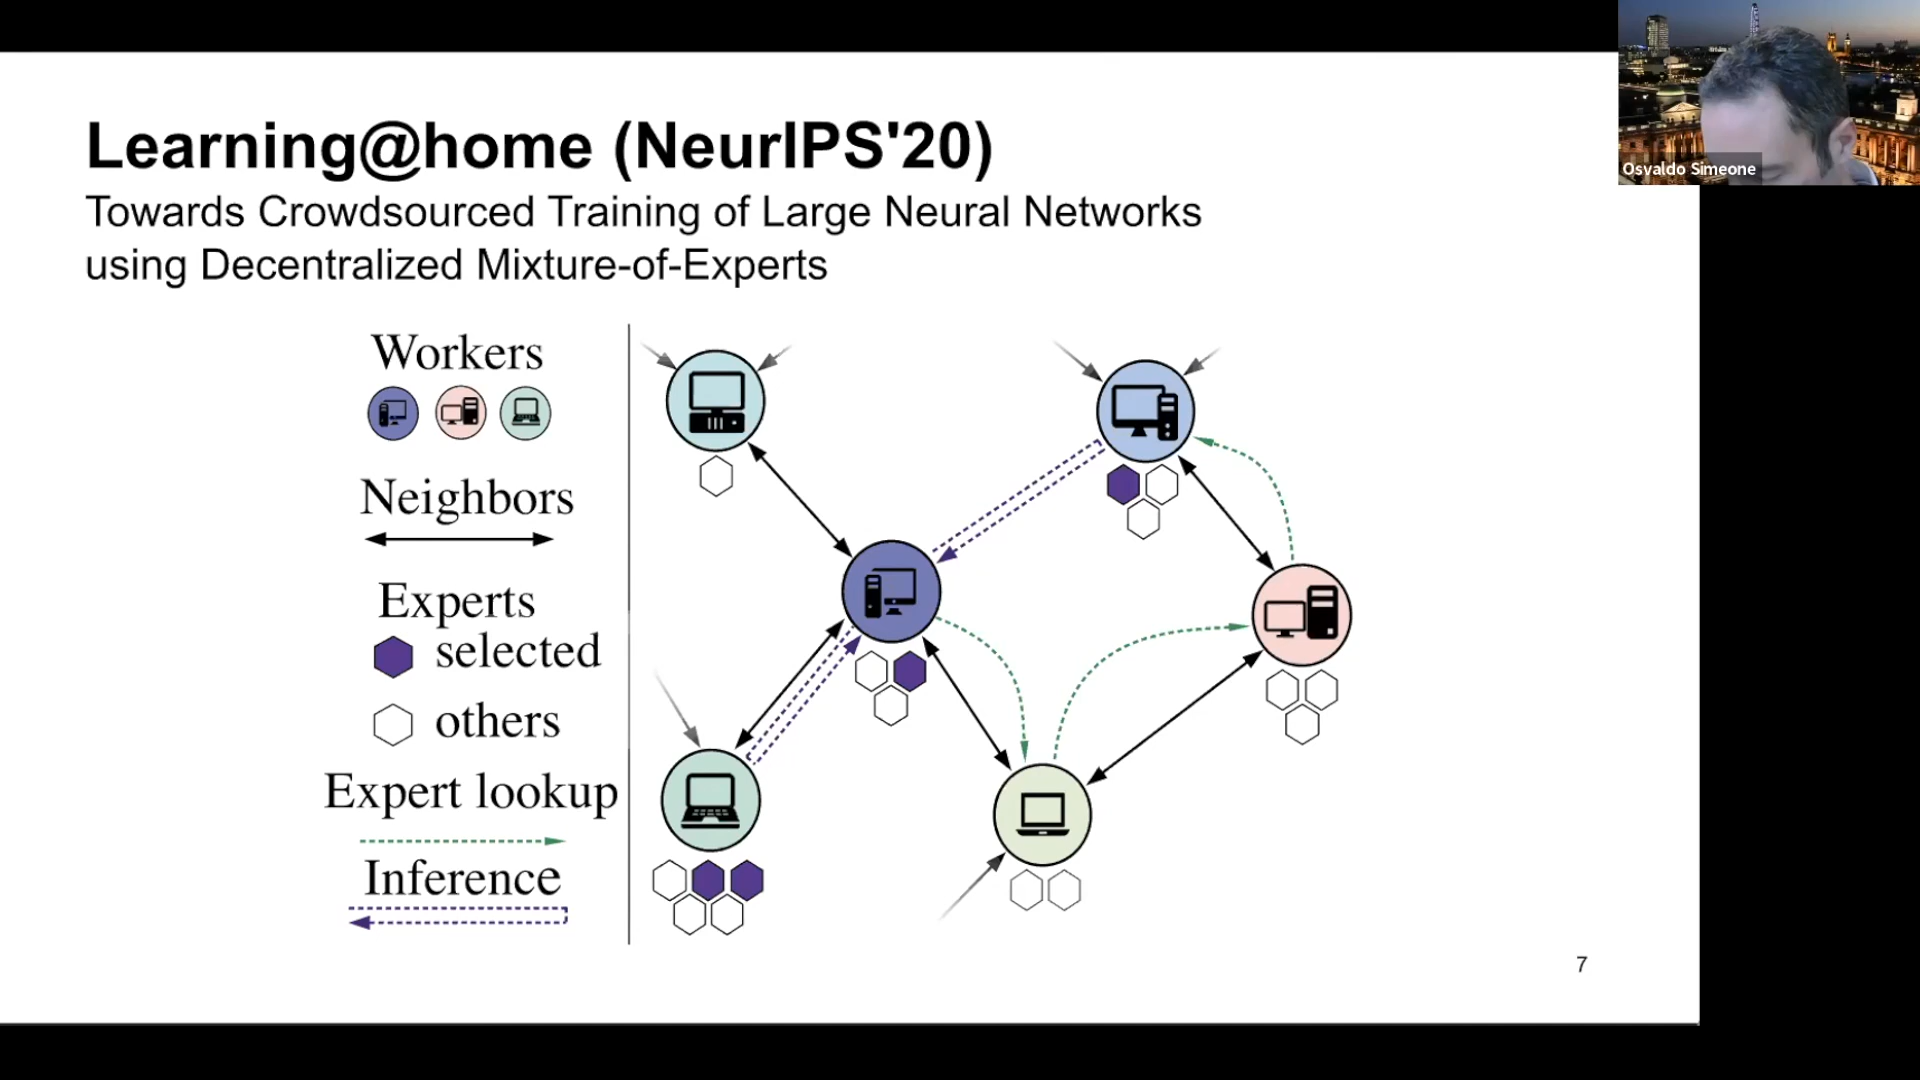 Learning@home (NeurIPS'20)
Towards Crowdsourced Training of Large Neural Networks
using Decentralized Mixture-of-Experts
Workers
Neighbors
Experts
selected
others
Expert lookup
Inference
7
Osvaldo Simeone